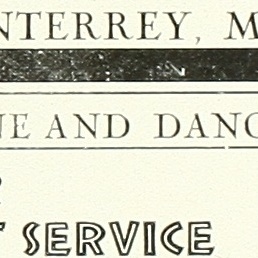 NTERREY, M
NE AND DANC
SERVICE